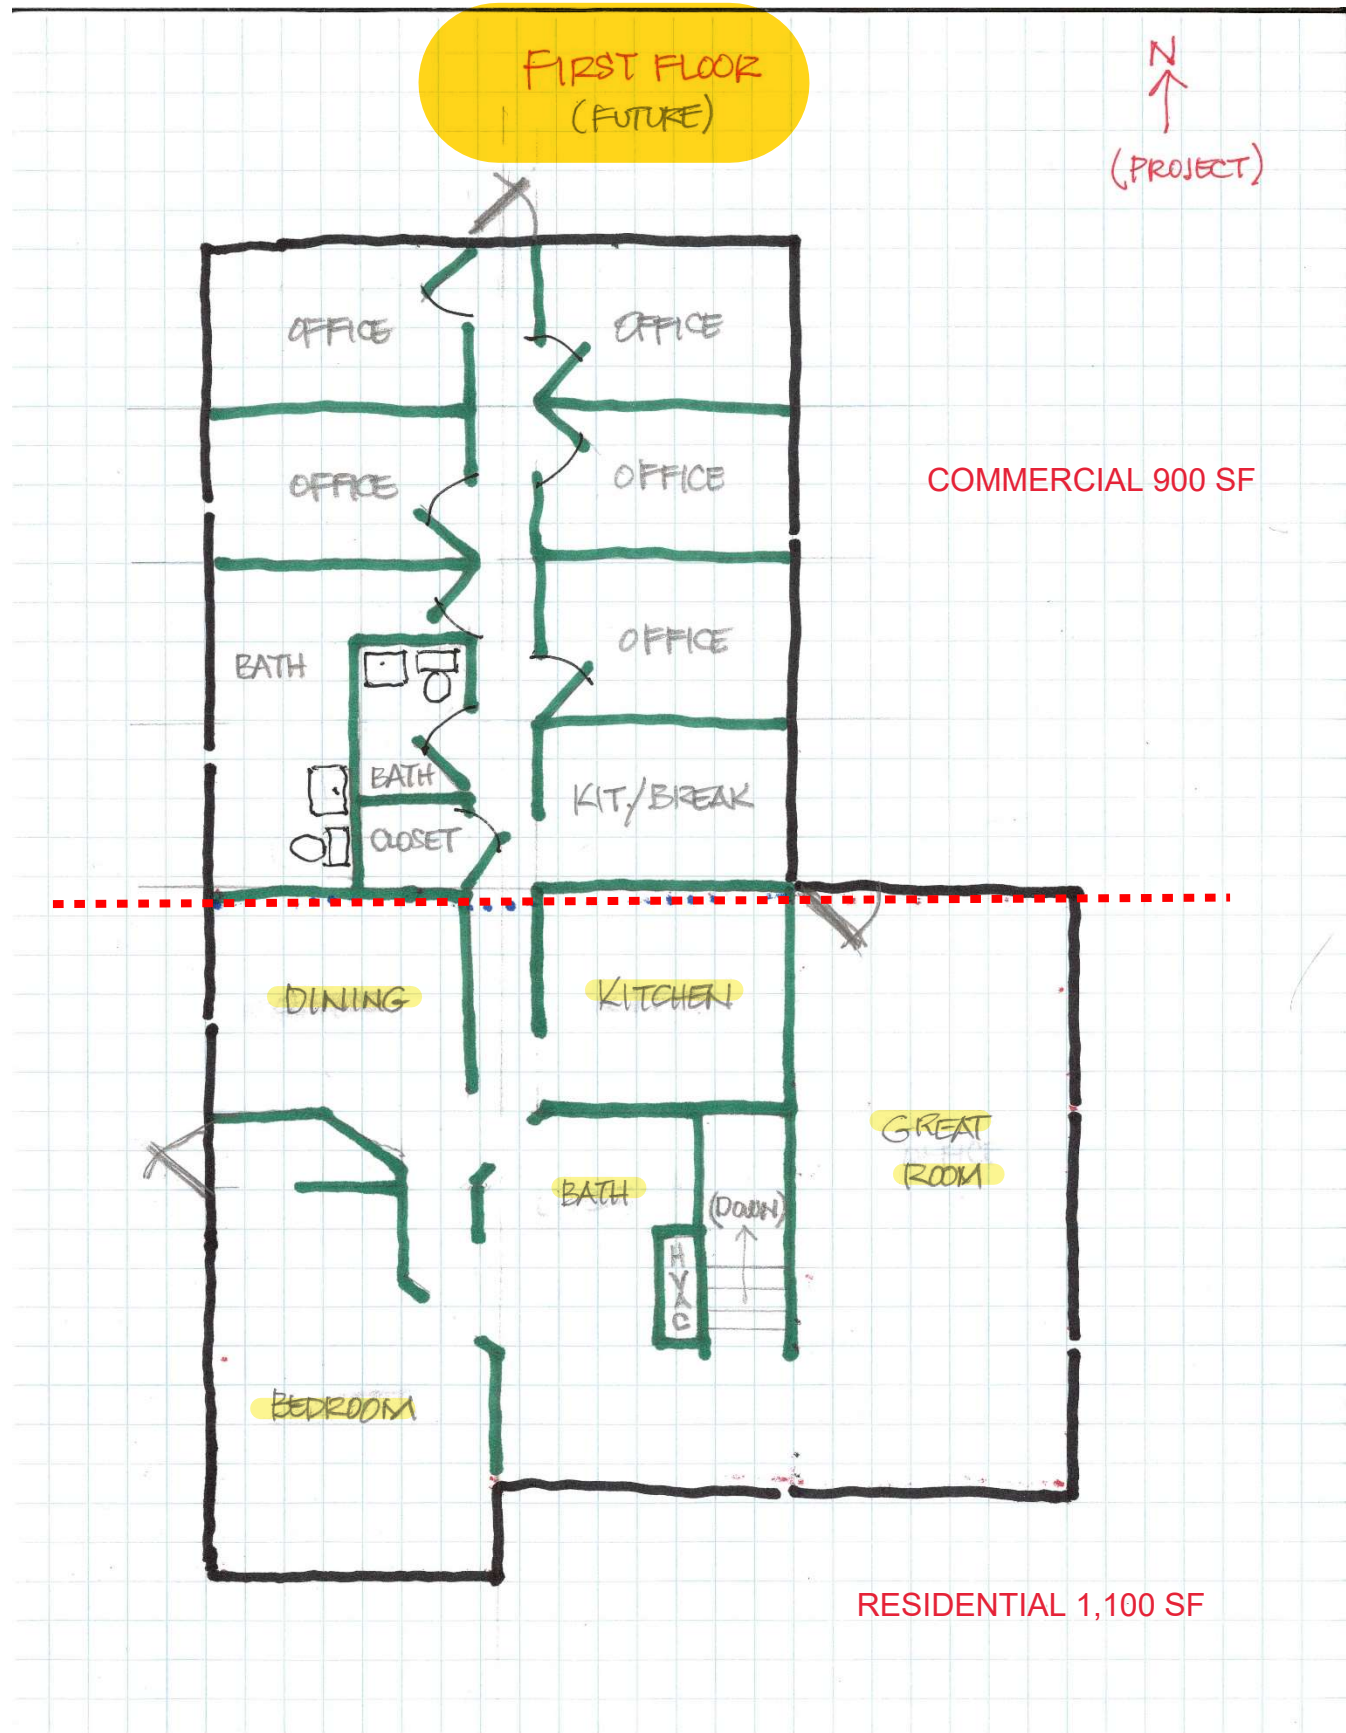 FIRST FLOOR
(FUTURE)
N
(PROJECT)
OFFICE
OFFICE
OFFICE
OFFICE
COMMERCIAL 900 SF
OFFICE
BATH
BATH
KIT./BREAK
CLOSET
DINING
KITCHEN
GREAT
ROOM
BATH
(DOWN)
HVAC
BEDROOM
RESIDENTIAL 1,100 SF